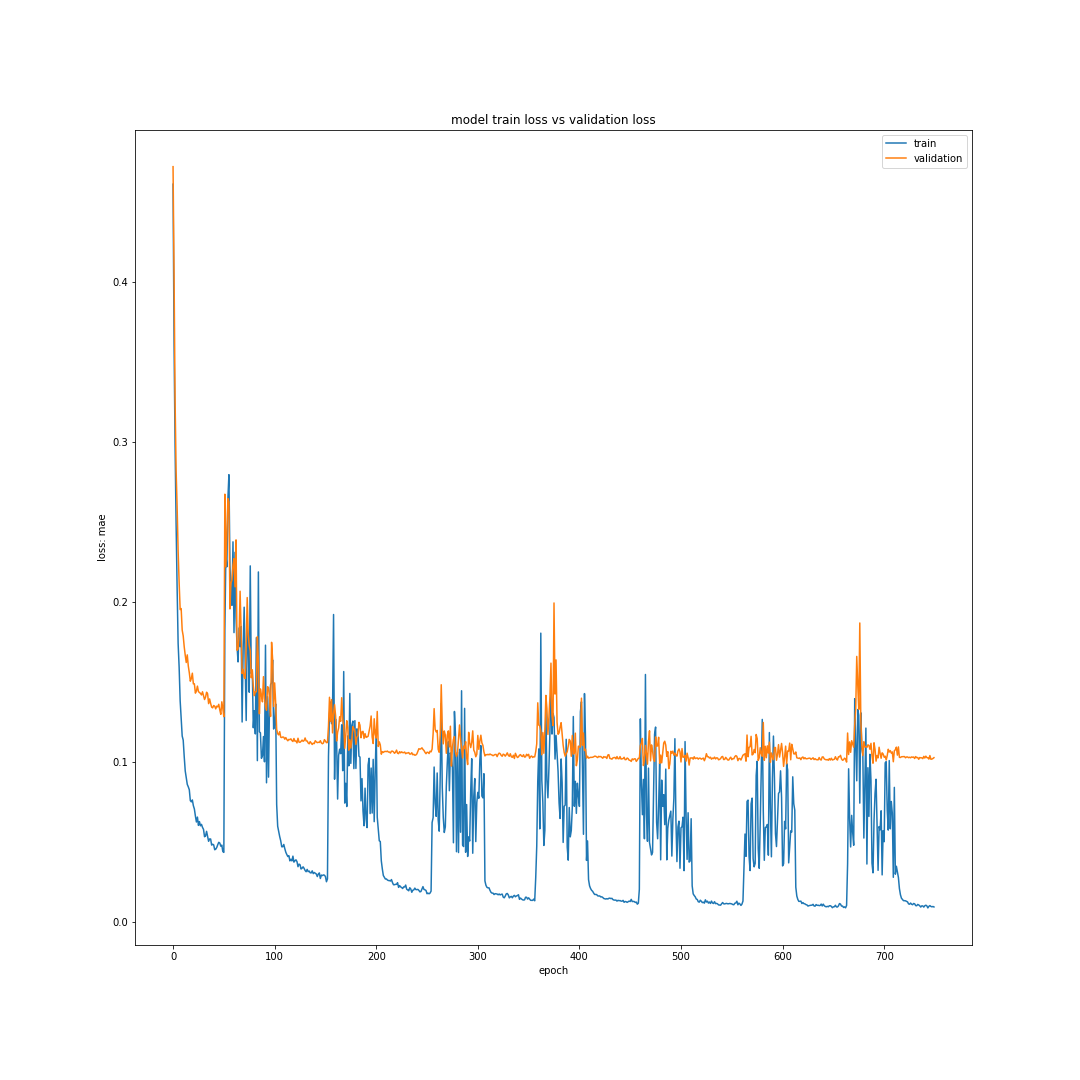 model train loss vs validation loss
train
validation
0.4
0.3
0.2
0.1
0.0
loss: mae
0 100 200 300 400 500 600 700
epoch